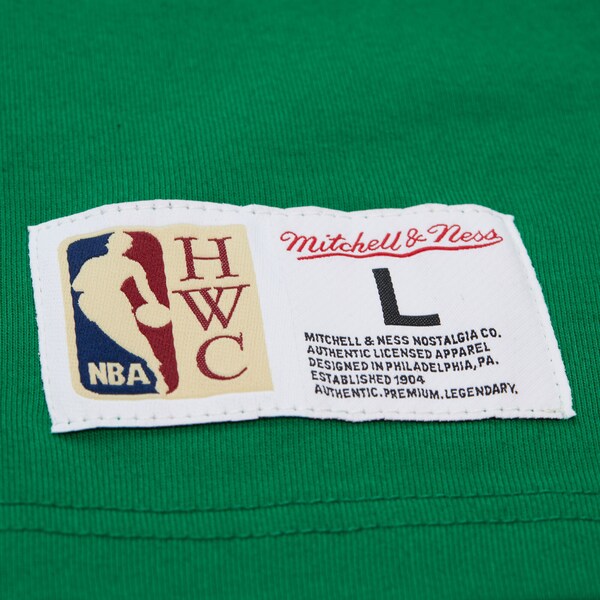 NBA
H
W
C
Mitchell & Ness
L
MITCHELL & NESS NOSTALGIA CO.
AUTHENTIC LICENSED APPAREL
DESIGNED IN PHILADELPHIA, PA.
ESTABLISHED 1904
AUTHENTIC.PREMIUM.LEGENDARY.